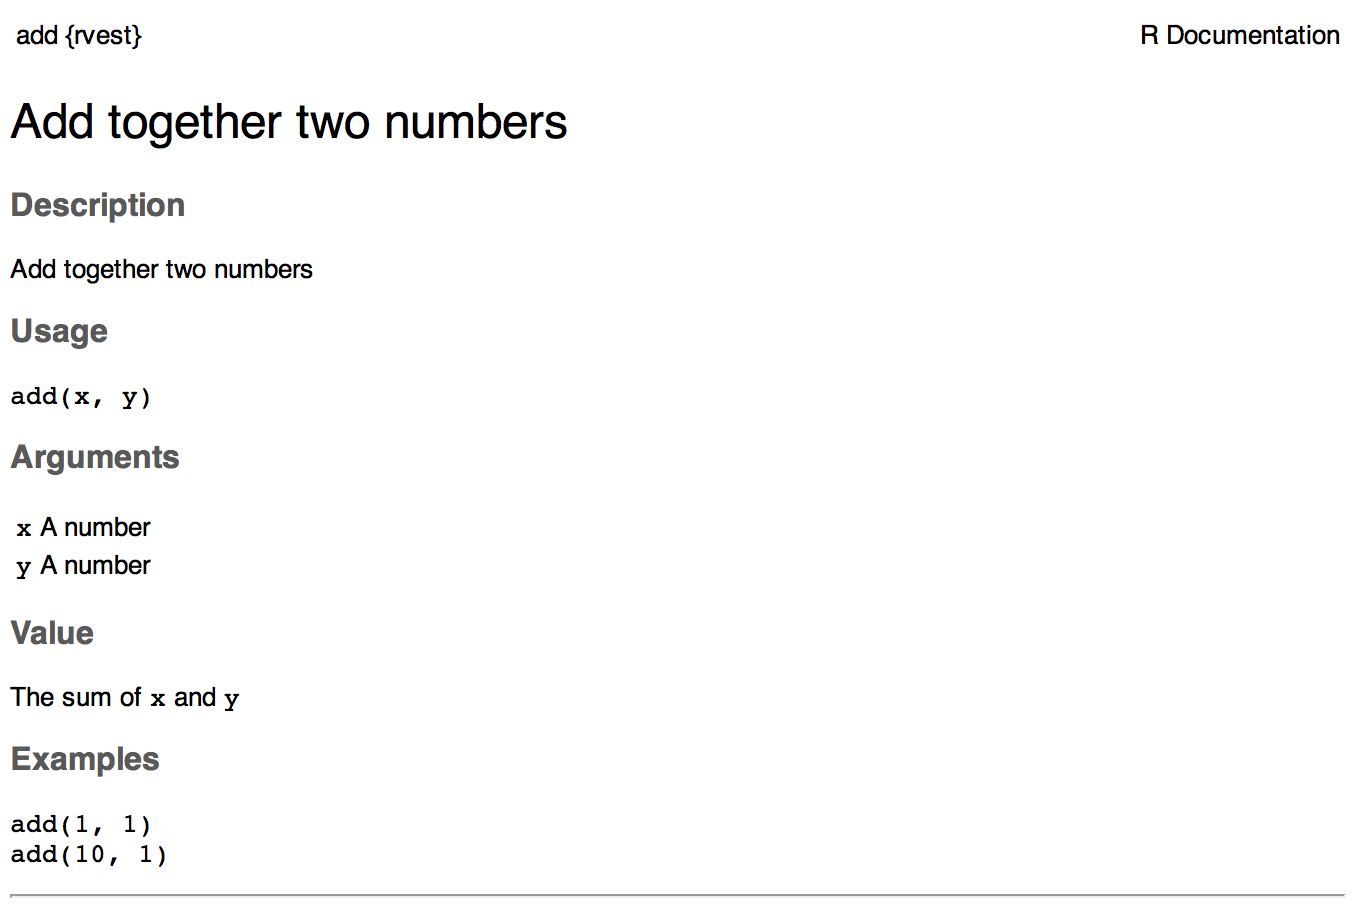 add {rvest} R Documentation
Add together two numbers
Description
Add together two numbers
Usage
add(x, y)
Arguments
x A number
y A number
Value
The sum of x and y
Examples
add(1, 1)
add(10, 1)